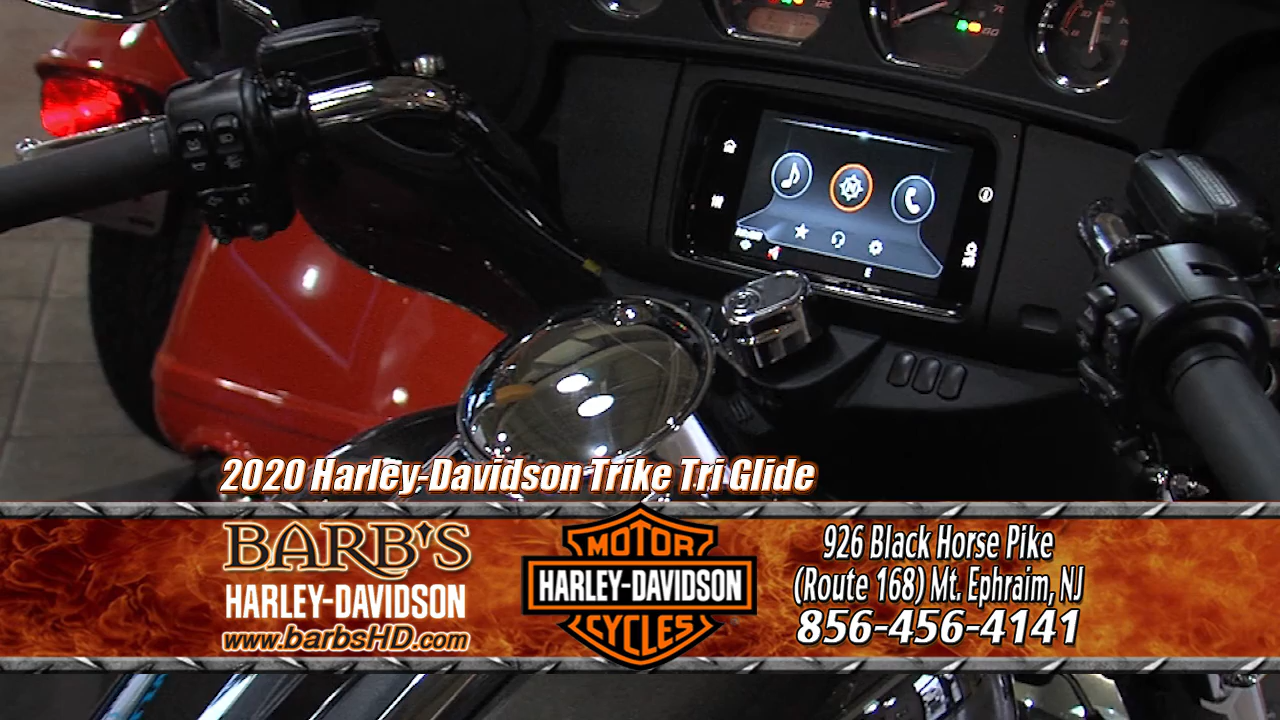 2020 Harley-Davidson Trike Tri Glide
BARB'S
HARLEY-DAVIDSON
www.barbsHD.com
MOTOR
HARLEY-DAVIDSON
CYCLES
926 Black Horse Pike
(Route 168) Mt. Ephraim, NJ
856-456-4141